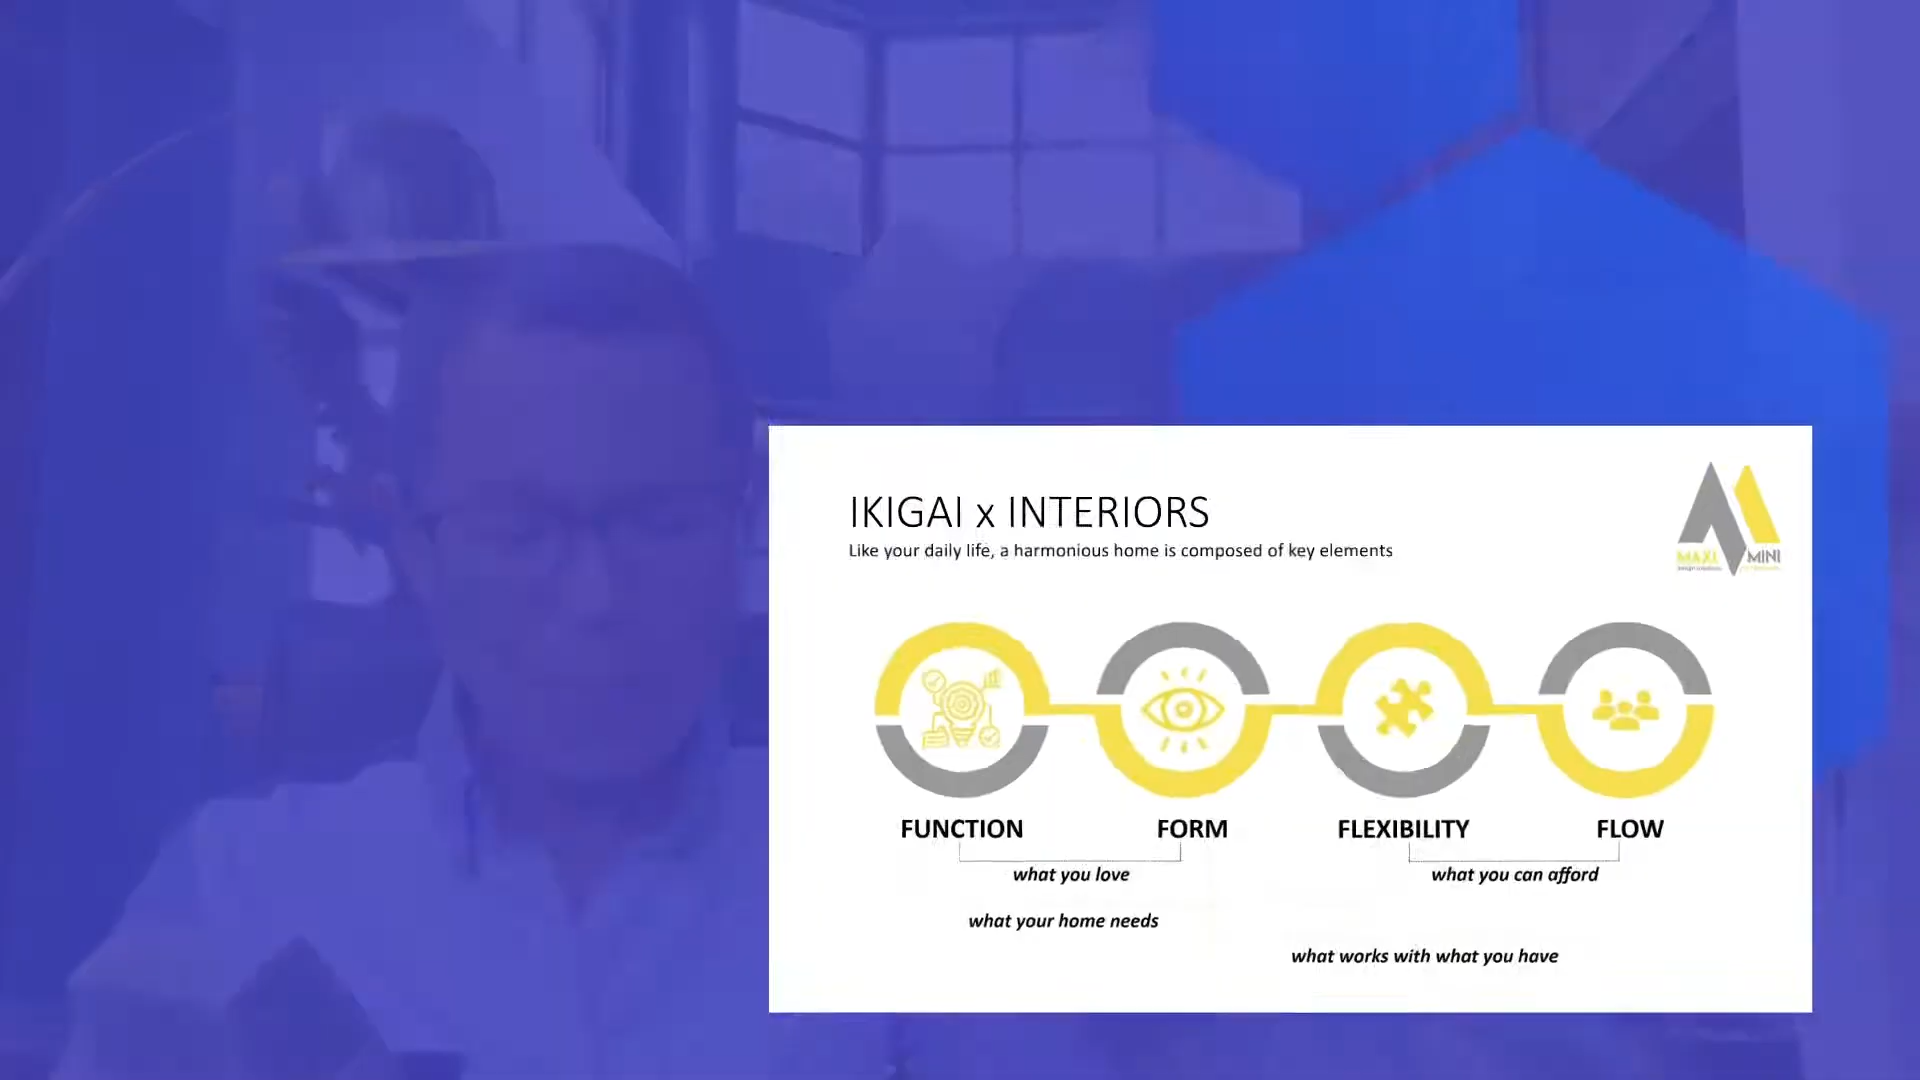 IKIGAI x INTERIORS
Like your daily life, a harmonious home is composed of key elements
MAXI MINI
FUNCTION FORM FLEXIBILITY FLOW
what you love what you can afford
what your home needs
what works with what you have